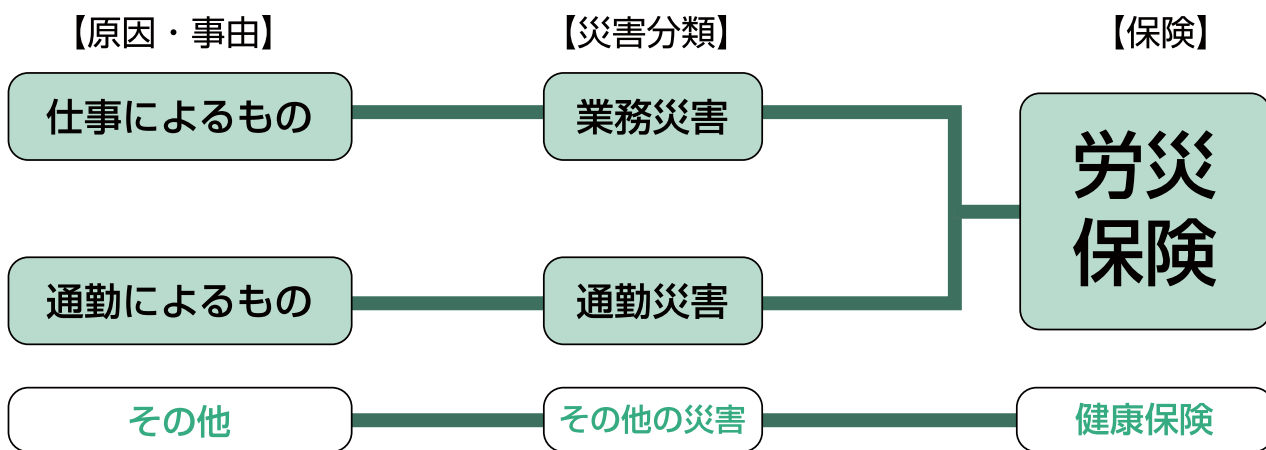 【原因・事由】
【災害分類】
【保険】
仕事によるもの
業務災害
労災
保険
通勤によるもの
通勤災害
その他
その他の災害
健康保険